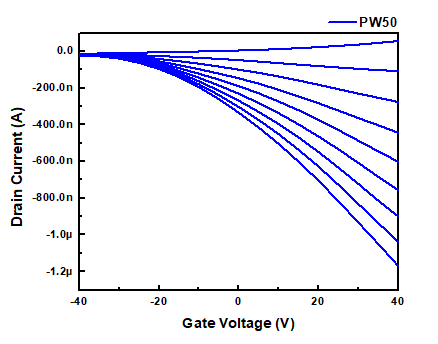 PW50
Drain Current (A)
0.0
-200.0n
-400.0n
-600.0n
-800.0n
-1.0μ
-1.2μ
-40 -20 0 20 40
Gate Voltage (V)